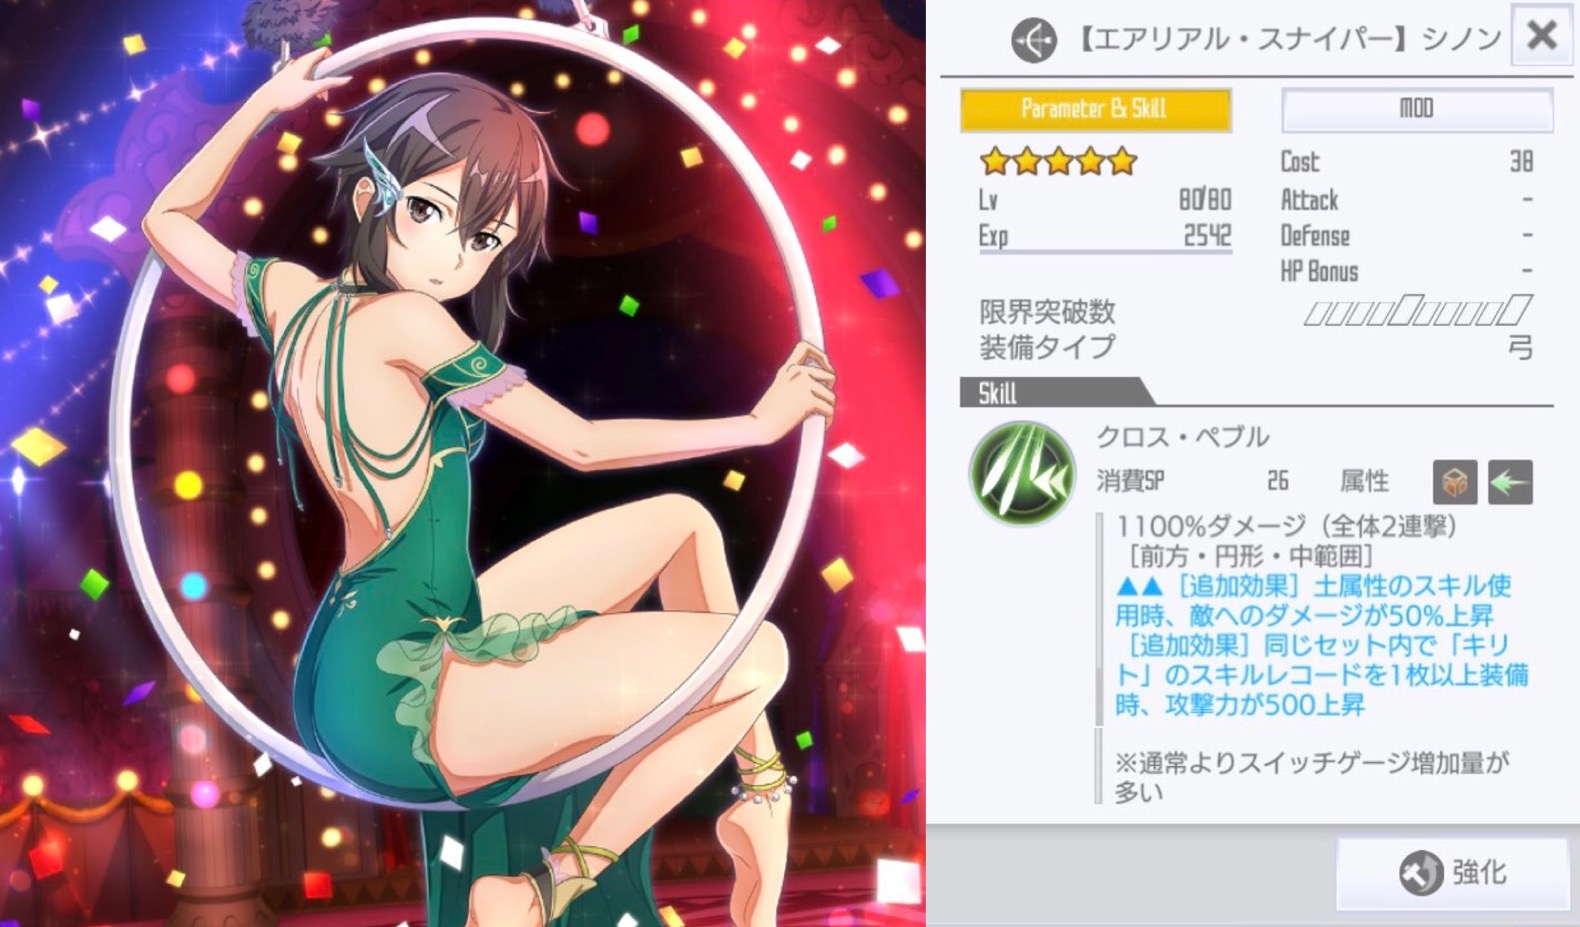 【エアリアル・スナイパー】シノン
Parameter & Skill
MOD
Lv 80/80
Exp 2542
Cost 38
Attack -
Defense -
HP Bonus -
限界突破数
装備タイプ 弓
Skill
クロス・ペブル
消費SP 26 属性
1100%ダメージ（全体2連撃）
［前方・円形・中範囲］
▲▲［追加効果］土属性のスキル使
用時、敵へのダメージが50%上昇
［追加効果］同じセット内で「キリ
ト」のスキルレコードを1枚以上装備
時、攻撃力が500上昇
※通常よりスイッチゲージ増加量が
多い
強化